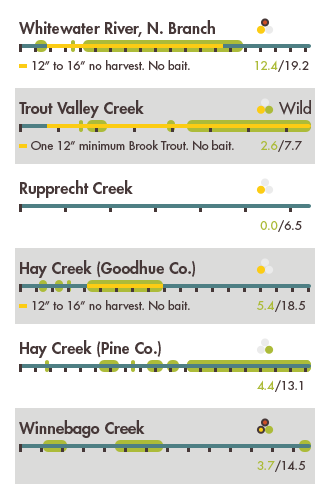 Whitewater River, N. Branch
12” to 16” no harvest. No bait. 12.4/19.2
Trout Valley Creek Wild
One 12” minimum Brook Trout. No bait. 2.6/7.7
Rupprecht Creek
0.0/6.5
Hay Creek (Goodhue Co.)
12” to 16” no harvest. No bait. 5.4/18.5
Hay Creek (Pine Co.)
4.4/13.1
Winnebago Creek
3.7/14.5